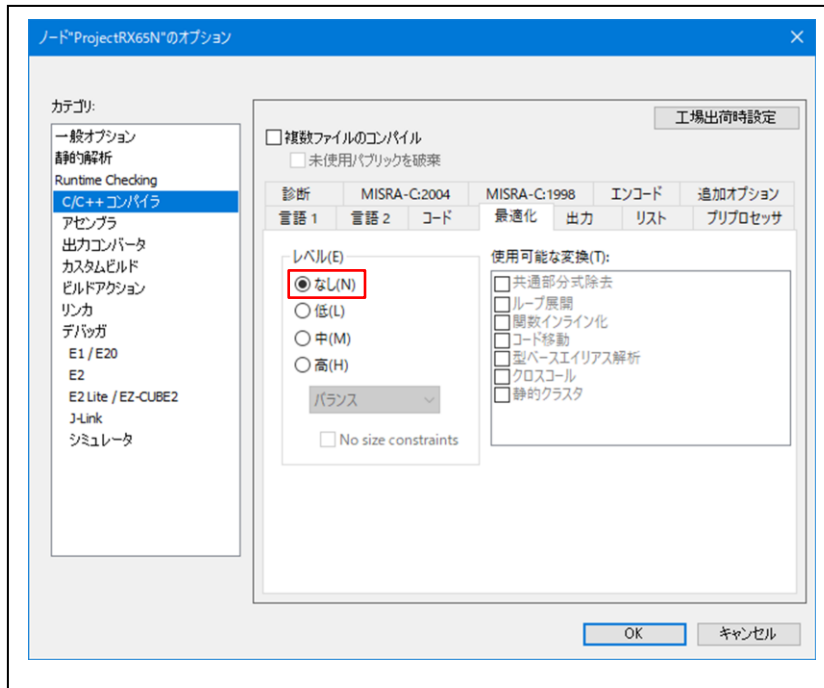 ノード"ProjectRX65N"のオプション
カテゴリ:
一般オプション
静的解析
Runtime Checking
C/C++ コンパイラ
アセンブラ
出力コンバータ
カスタムビルド
ビルドアクション
リンカ
デバッガ
E1 / E20
E2
E2 Lite / EZ-CUBE2
J-Link
シミュレータ
工場出荷時設定
複数ファイルのコンパイル
未使用パブリックを破棄
診断 MISRA-C:2004 MISRA-C:1998 エンコード 追加オプション
言語 1 言語 2 コード 最適化 出力 リスト プリプロセッサ
レベル(E)
なし(N)
低(L)
中(M)
高(H)
バランス
No size constraints
使用可能な変換(T):
共通部分式除去
ループ展開
関数インライン化
コード移動
型ベースエイリアス解析
クロスコール
静的クラスタ
OK キャンセル